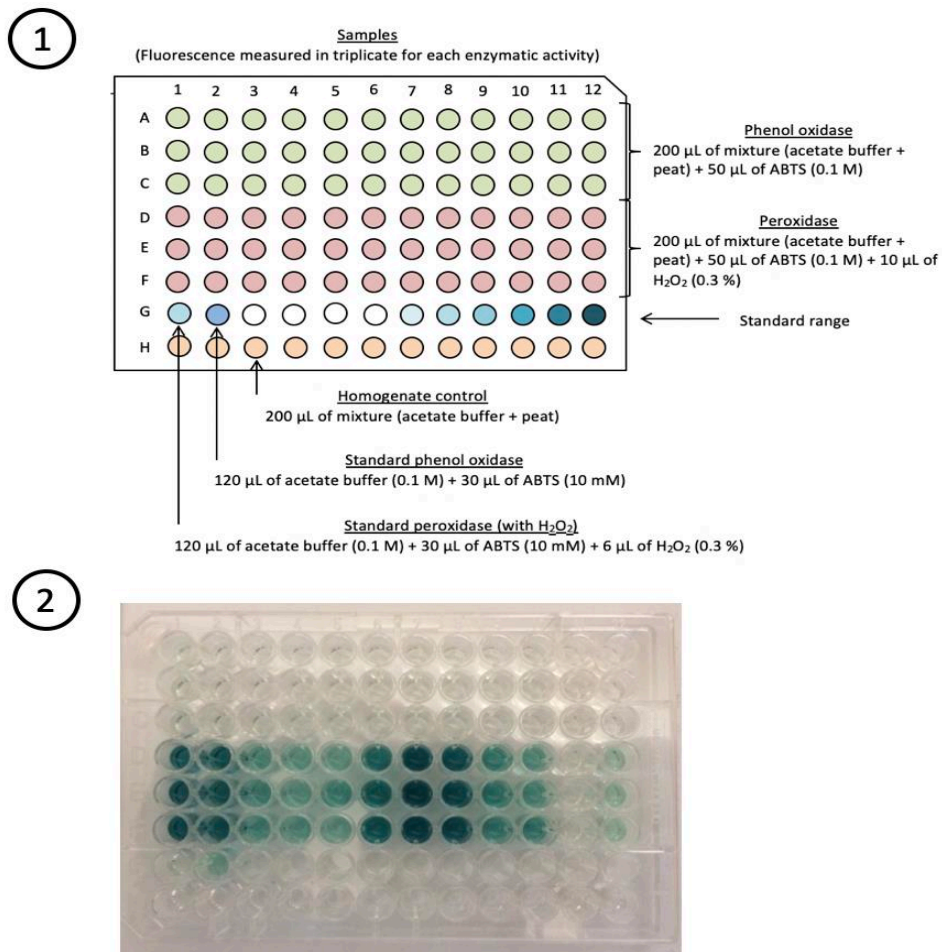 1
Samples
(Fluorescence measured in triplicate for each enzymatic activity)
1 2 3 4 5 6 7 8 9 10 11 12
A
B
C
D
E
F
G
H
Phenol oxidase
200 µL of mixture (acetate buffer +
peat) + 50 µL of ABTS (0.1 M)
Peroxidase
200 µL of mixture (acetate buffer +
peat) + 50 µL of ABTS (0.1 M) + 10 µL of
H₂O₂ (0.3 %)
Standard range
Homogenate control
200 µL of mixture (acetate buffer + peat)
Standard phenol oxidase
120 µL of acetate buffer (0.1 M) + 30 µL of ABTS (10 mM)
Standard peroxidase (with H₂O₂)
120 µL of acetate buffer (0.1 M) + 30 µL of ABTS (10 mM) + 6 µL of H₂O₂ (0.3 %)
2